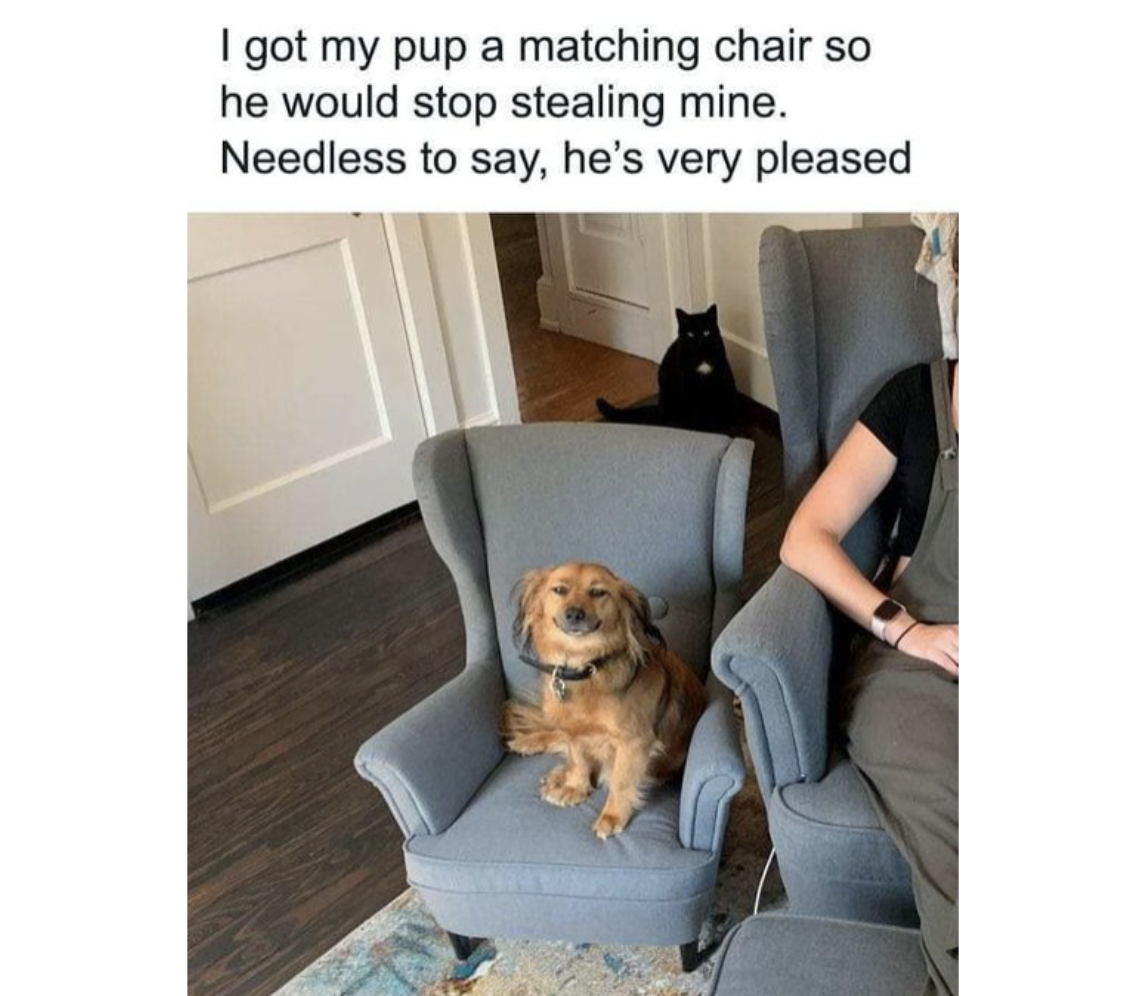 I got my pup a matching chair so
he would stop stealing mine.
Needless to say, he’s very pleased